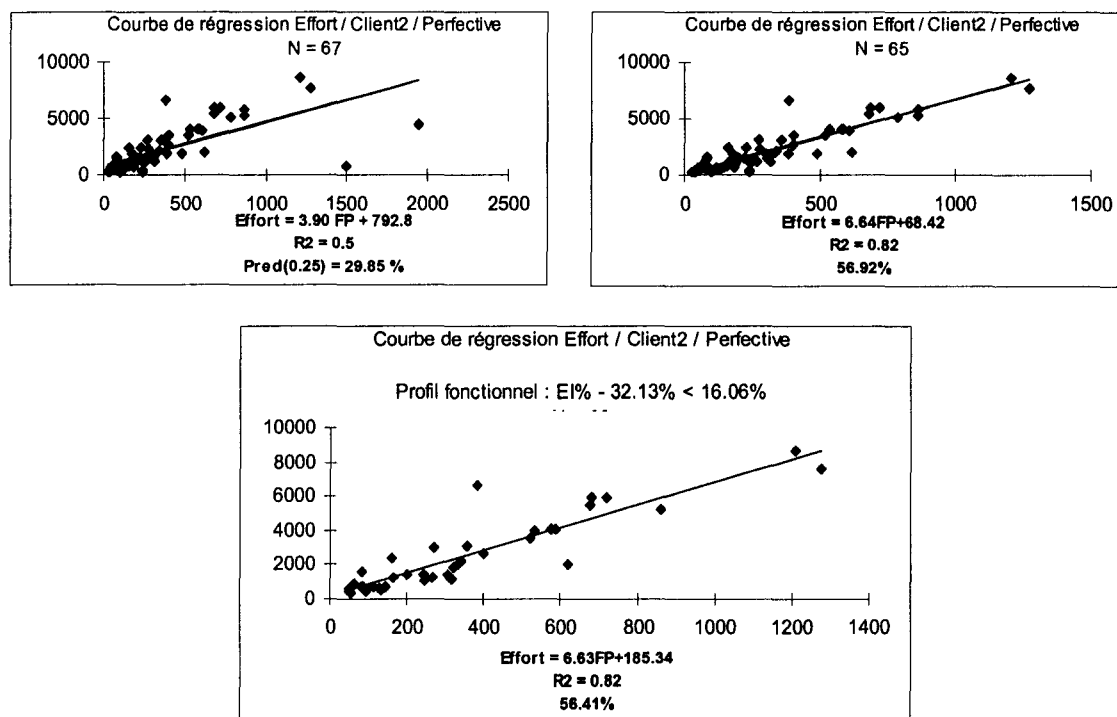 Courbe de régression Effort / Client2 / Perfective
N = 67
10000
5000
0
0 500 1000 1500 2000 2500
Effort = 3.90 FP + 792.8
R2 = 0.5
Pred(0.25) = 29.85 %
Courbe de régression Effort / Client2 / Perfective
N = 65
10000
5000
0
0 500 1000 1500
Effort = 6.64FP+68.42
R2 = 0.82
56.92%
Courbe de régression Effort / Client2 / Perfective
Profil fonctionnel : EI% - 32.13% < 16.06%
10000
8000
6000
4000
2000
0
0 200 400 600 800 1000 1200 1400
Effort = 6.63FP+185.34
R2 = 0.82
56.41%